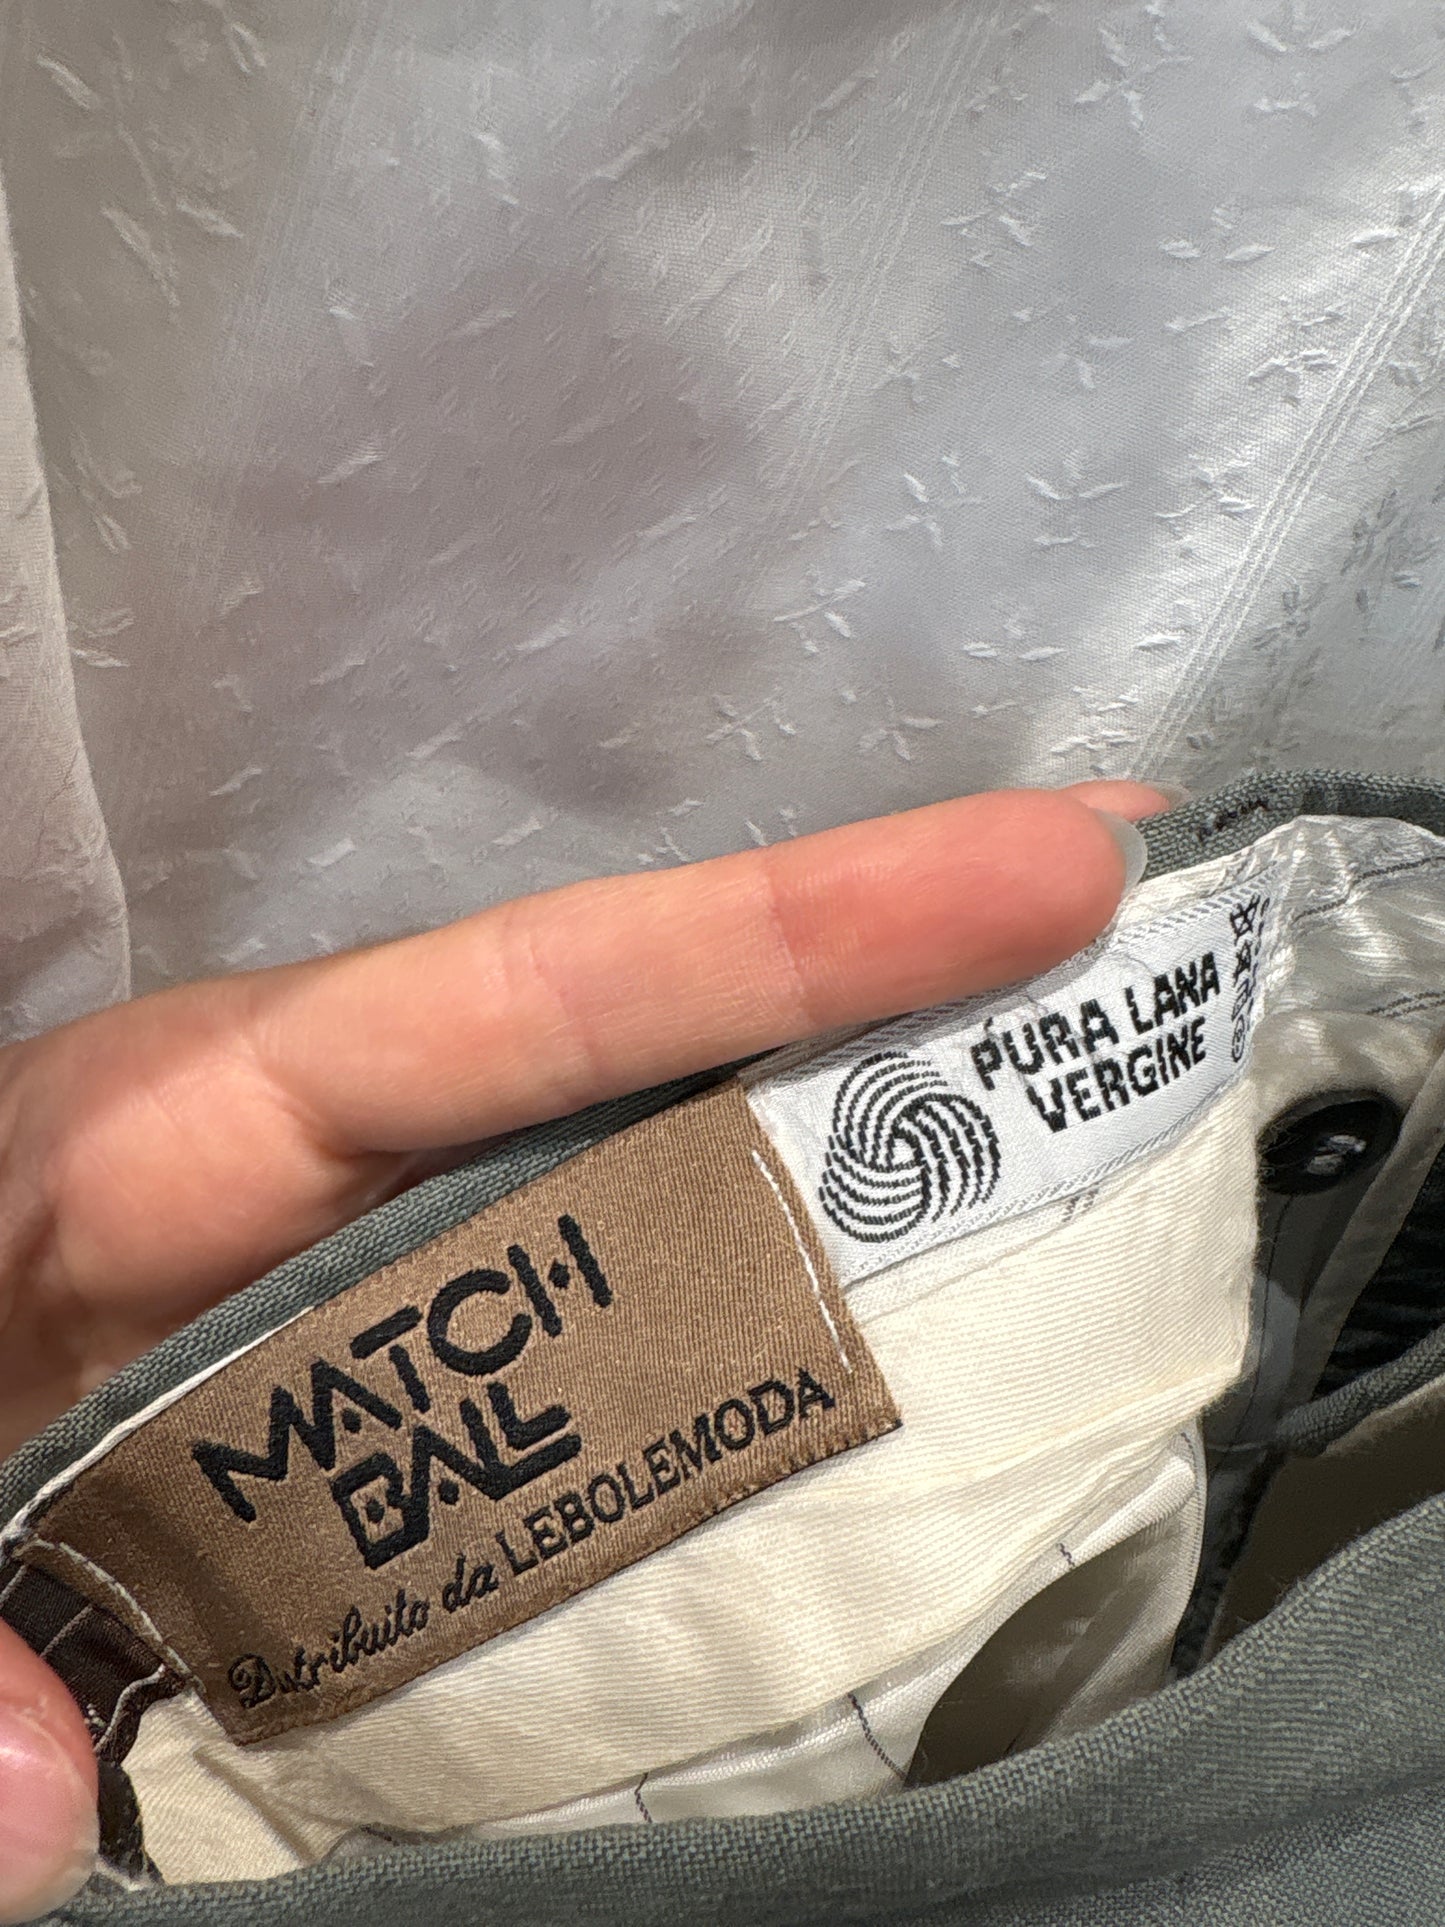 PURA LANA
VERGINE
MATCH
BALL
Distribuito da LEBOLEMODA